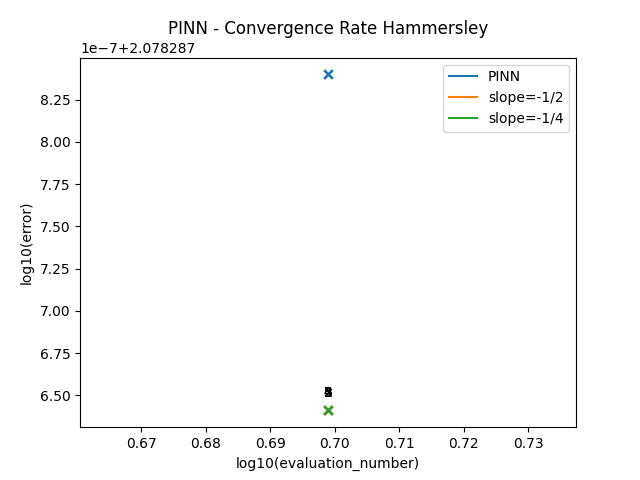 PINN - Convergence Rate Hammersley
1e-7+2.078287
8.25
8.00
7.75
7.50
7.25
7.00
6.75
6.50
log10(error)
PINN
slope=-1/2
slope=-1/4
0.67
0.68
0.69
0.70
0.71
0.72
0.73
log10(evaluation_number)